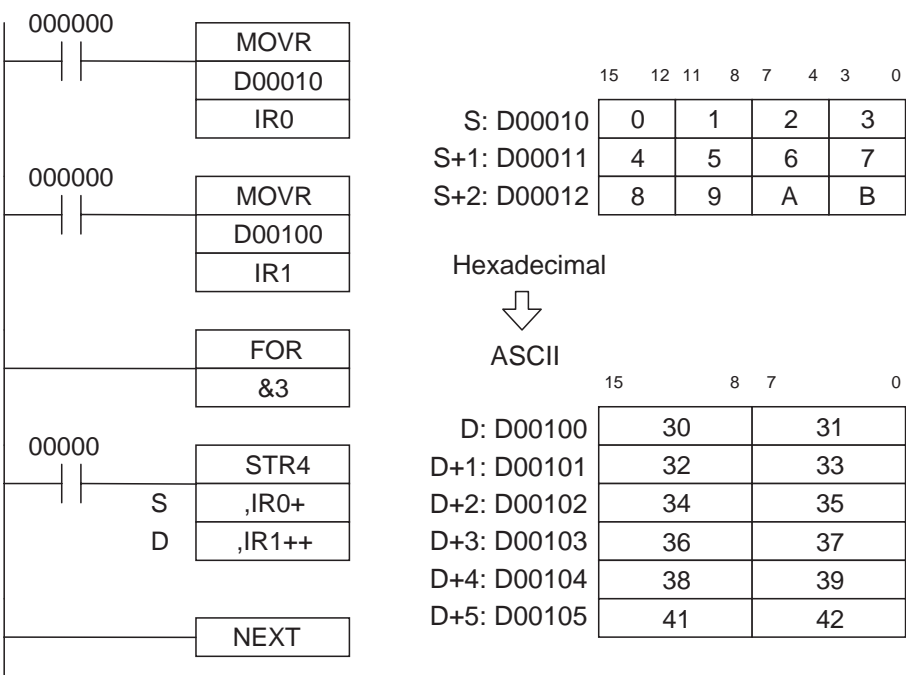 000000
MOVR
D00010
IR0
000000
MOVR
D00100
IR1
FOR
&3
00000
STR4
S ,IR0+
D ,IR1++
NEXT
15 12 11 8 7 4 3 0
S: D00010 0 1 2 3
S+1: D00011 4 5 6 7
S+2: D00012 8 9 A B
Hexadecimal
ASCII
15 8 7 0
D: D00100 30 31
D+1: D00101 32 33
D+2: D00102 34 35
D+3: D00103 36 37
D+4: D00104 38 39
D+5: D00105 41 42